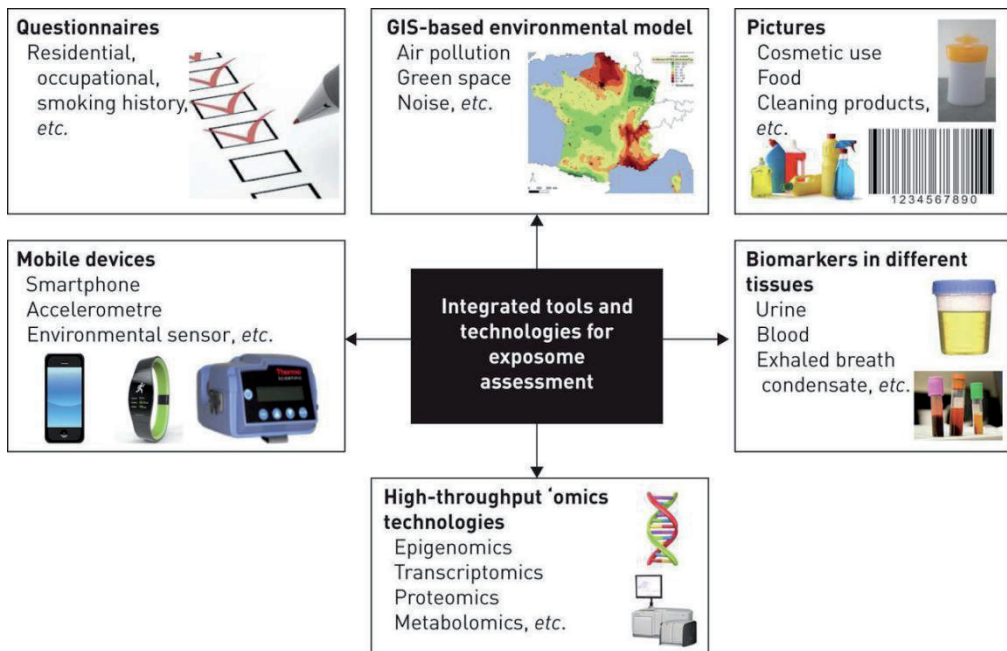 Questionnaires
Residential,
occupational,
smoking history,
etc.
GIS-based environmental model
Air pollution
Green space
Noise, etc.
Pictures
Cosmetic use
Food
Cleaning products,
etc.
1234567890
Mobile devices
Smartphone
Accelerometre
Environmental sensor, etc.
Thermo
SCIENTIFIC
Integrated tools and
technologies for
exposome
assessment
Biomarkers in different
tissues
Urine
Blood
Exhaled breath
condensate, etc.
High-throughput ‘omics
technologies
Epigenomics
Transcriptomics
Proteomics
Metabolomics, etc.